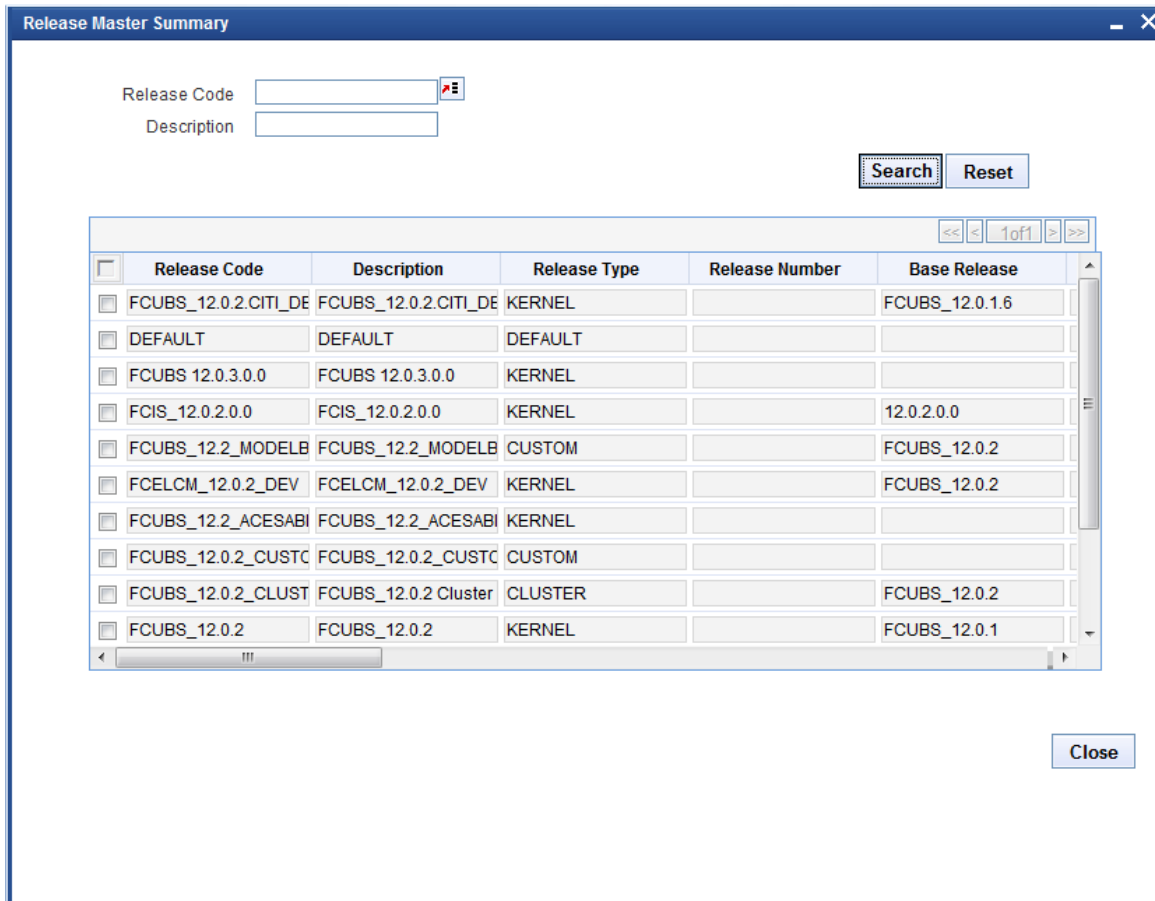 Release Master Summary
Release Code
Description
Search Reset
<< < 1of1 > >>
Release Code Description Release Type Release Number Base Release
FCUBS_12.0.2.CITI_DE FCUBS_12.0.2.CITI_DE KERNEL FCUBS_12.0.1.6
DEFAULT DEFAULT DEFAULT
FCUBS 12.0.3.0.0 FCUBS 12.0.3.0.0 KERNEL
FCIS_12.0.2.0.0 FCIS_12.0.2.0.0 KERNEL 12.0.2.0.0
FCUBS_12.2_MODELB FCUBS_12.2_MODELB CUSTOM FCUBS_12.0.2
FCELCM_12.0.2_DEV FCELCM_12.0.2_DEV KERNEL FCUBS_12.0.2
FCUBS_12.2_ACESABI FCUBS_12.2_ACESABI KERNEL
FCUBS_12.0.2_CUSTC FCUBS_12.0.2_CUSTC CUSTOM
FCUBS_12.0.2_CLUST FCUBS_12.0.2 Cluster CLUSTER FCUBS_12.0.2
FCUBS_12.0.2 FCUBS_12.0.2 KERNEL FCUBS_12.0.1
Close